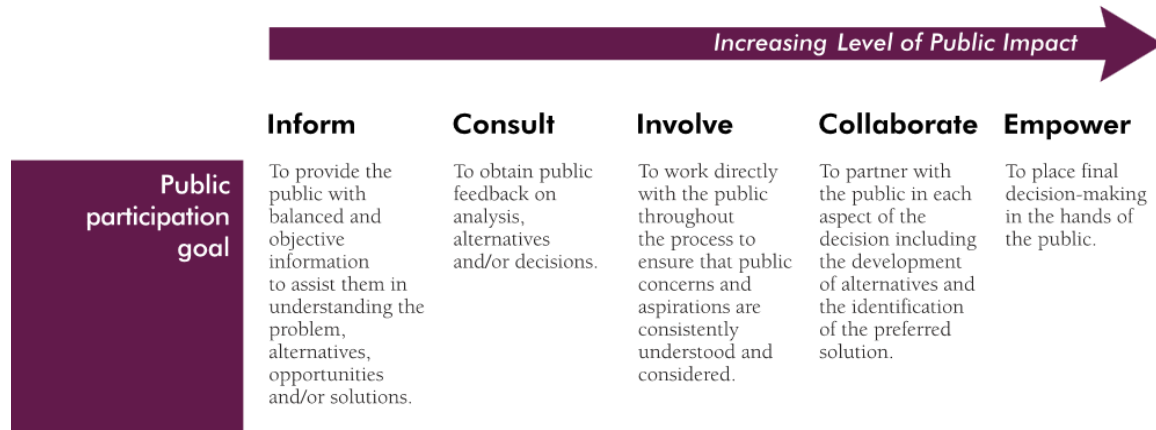 Increasing Level of Public Impact
Inform
Consult
Involve
Collaborate
Empower
Public
participation
goal
To provide the
public with
balanced and
objective
information
to assist them in
understanding the
problem,
alternatives,
opportunities
and/or solutions.
To obtain public
feedback on
analysis,
alternatives
and/or decisions.
To work directly
with the public
throughout
the process to
ensure that public
concerns and
aspirations are
consistently
understood and
considered.
To partner with
the public in each
aspect of the
decision including
the development
of alternatives and
the identification
of the preferred
solution.
To place final
decision-making
in the hands of
the public.